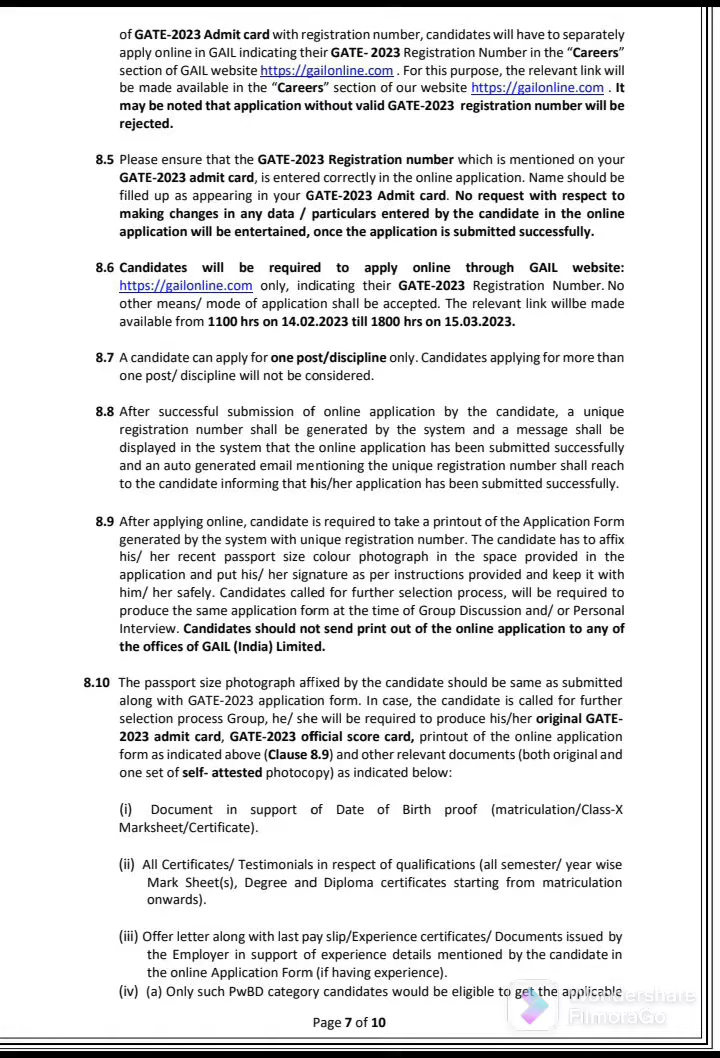 of GATE-2023 Admit card with registration number, candidates will have to separately
apply online in GAIL indicating their GATE- 2023 Registration Number in the “Careers”
section of GAIL website https://gailonline.com . For this purpose, the relevant link will
be made available in the “Careers” section of our website https://gailonline.com . It
may be noted that application without valid GATE-2023 registration number will be
rejected.
8.5 Please ensure that the GATE-2023 Registration number which is mentioned on your
GATE-2023 admit card, is entered correctly in the online application. Name should be
filled up as appearing in your GATE-2023 Admit card. No request with respect to
making changes in any data / particulars entered by the candidate in the online
application will be entertained, once the application is submitted successfully.
8.6 Candidates will be required to apply online through GAIL website:
https://gailonline.com only, indicating their GATE-2023 Registration Number. No
other means/ mode of application shall be accepted. The relevant link willbe made
available from 1100 hrs on 14.02.2023 till 1800 hrs on 15.03.2023.
8.7 A candidate can apply for one post/discipline only. Candidates applying for more than
one post/ discipline will not be considered.
8.8 After successful submission of online application by the candidate, a unique
registration number shall be generated by the system and a message shall be
displayed in the system that the online application has been submitted successfully
and an auto generated email mentioning the unique registration number shall reach
to the candidate informing that his/her application has been submitted successfully.
8.9 After applying online, candidate is required to take a printout of the Application Form
generated by the system with unique registration number. The candidate has to affix
his/ her recent passport size colour photograph in the space provided in the
application and put his/ her signature as per instructions provided and keep it with
him/ her safely. Candidates called for further selection process, will be required to
produce the same application form at the time of Group Discussion and/ or Personal
Interview. Candidates should not send print out of the online application to any of
the offices of GAIL (India) Limited.
8.10 The passport size photograph affixed by the candidate should be same as submitted
along with GATE-2023 application form. In case, the candidate is called for further
selection process Group, he/ she will be required to produce his/her original GATE-
2023 admit card, GATE-2023 official score card, printout of the online application
form as indicated above (Clause 8.9) and other relevant documents (both original and
one set of self- attested photocopy) as indicated below:
(i) Document in support of Date of Birth proof (matriculation/Class-X
Marksheet/Certificate).
(ii) All Certificates/ Testimonials in respect of qualifications (all semester/ year wise
Mark Sheet(s), Degree and Diploma certificates starting from matriculation
onwards).
(iii) Offer letter along with last pay slip/Experience certificates/ Documents issued by
the Employer in support of experience details mentioned by the candidate in
the online Application Form (if having experience).
(iv) (a) Only such PwBD category candidates would be eligible to get the applicable
Wondershare
FilmoraGo
Page 7 of 10